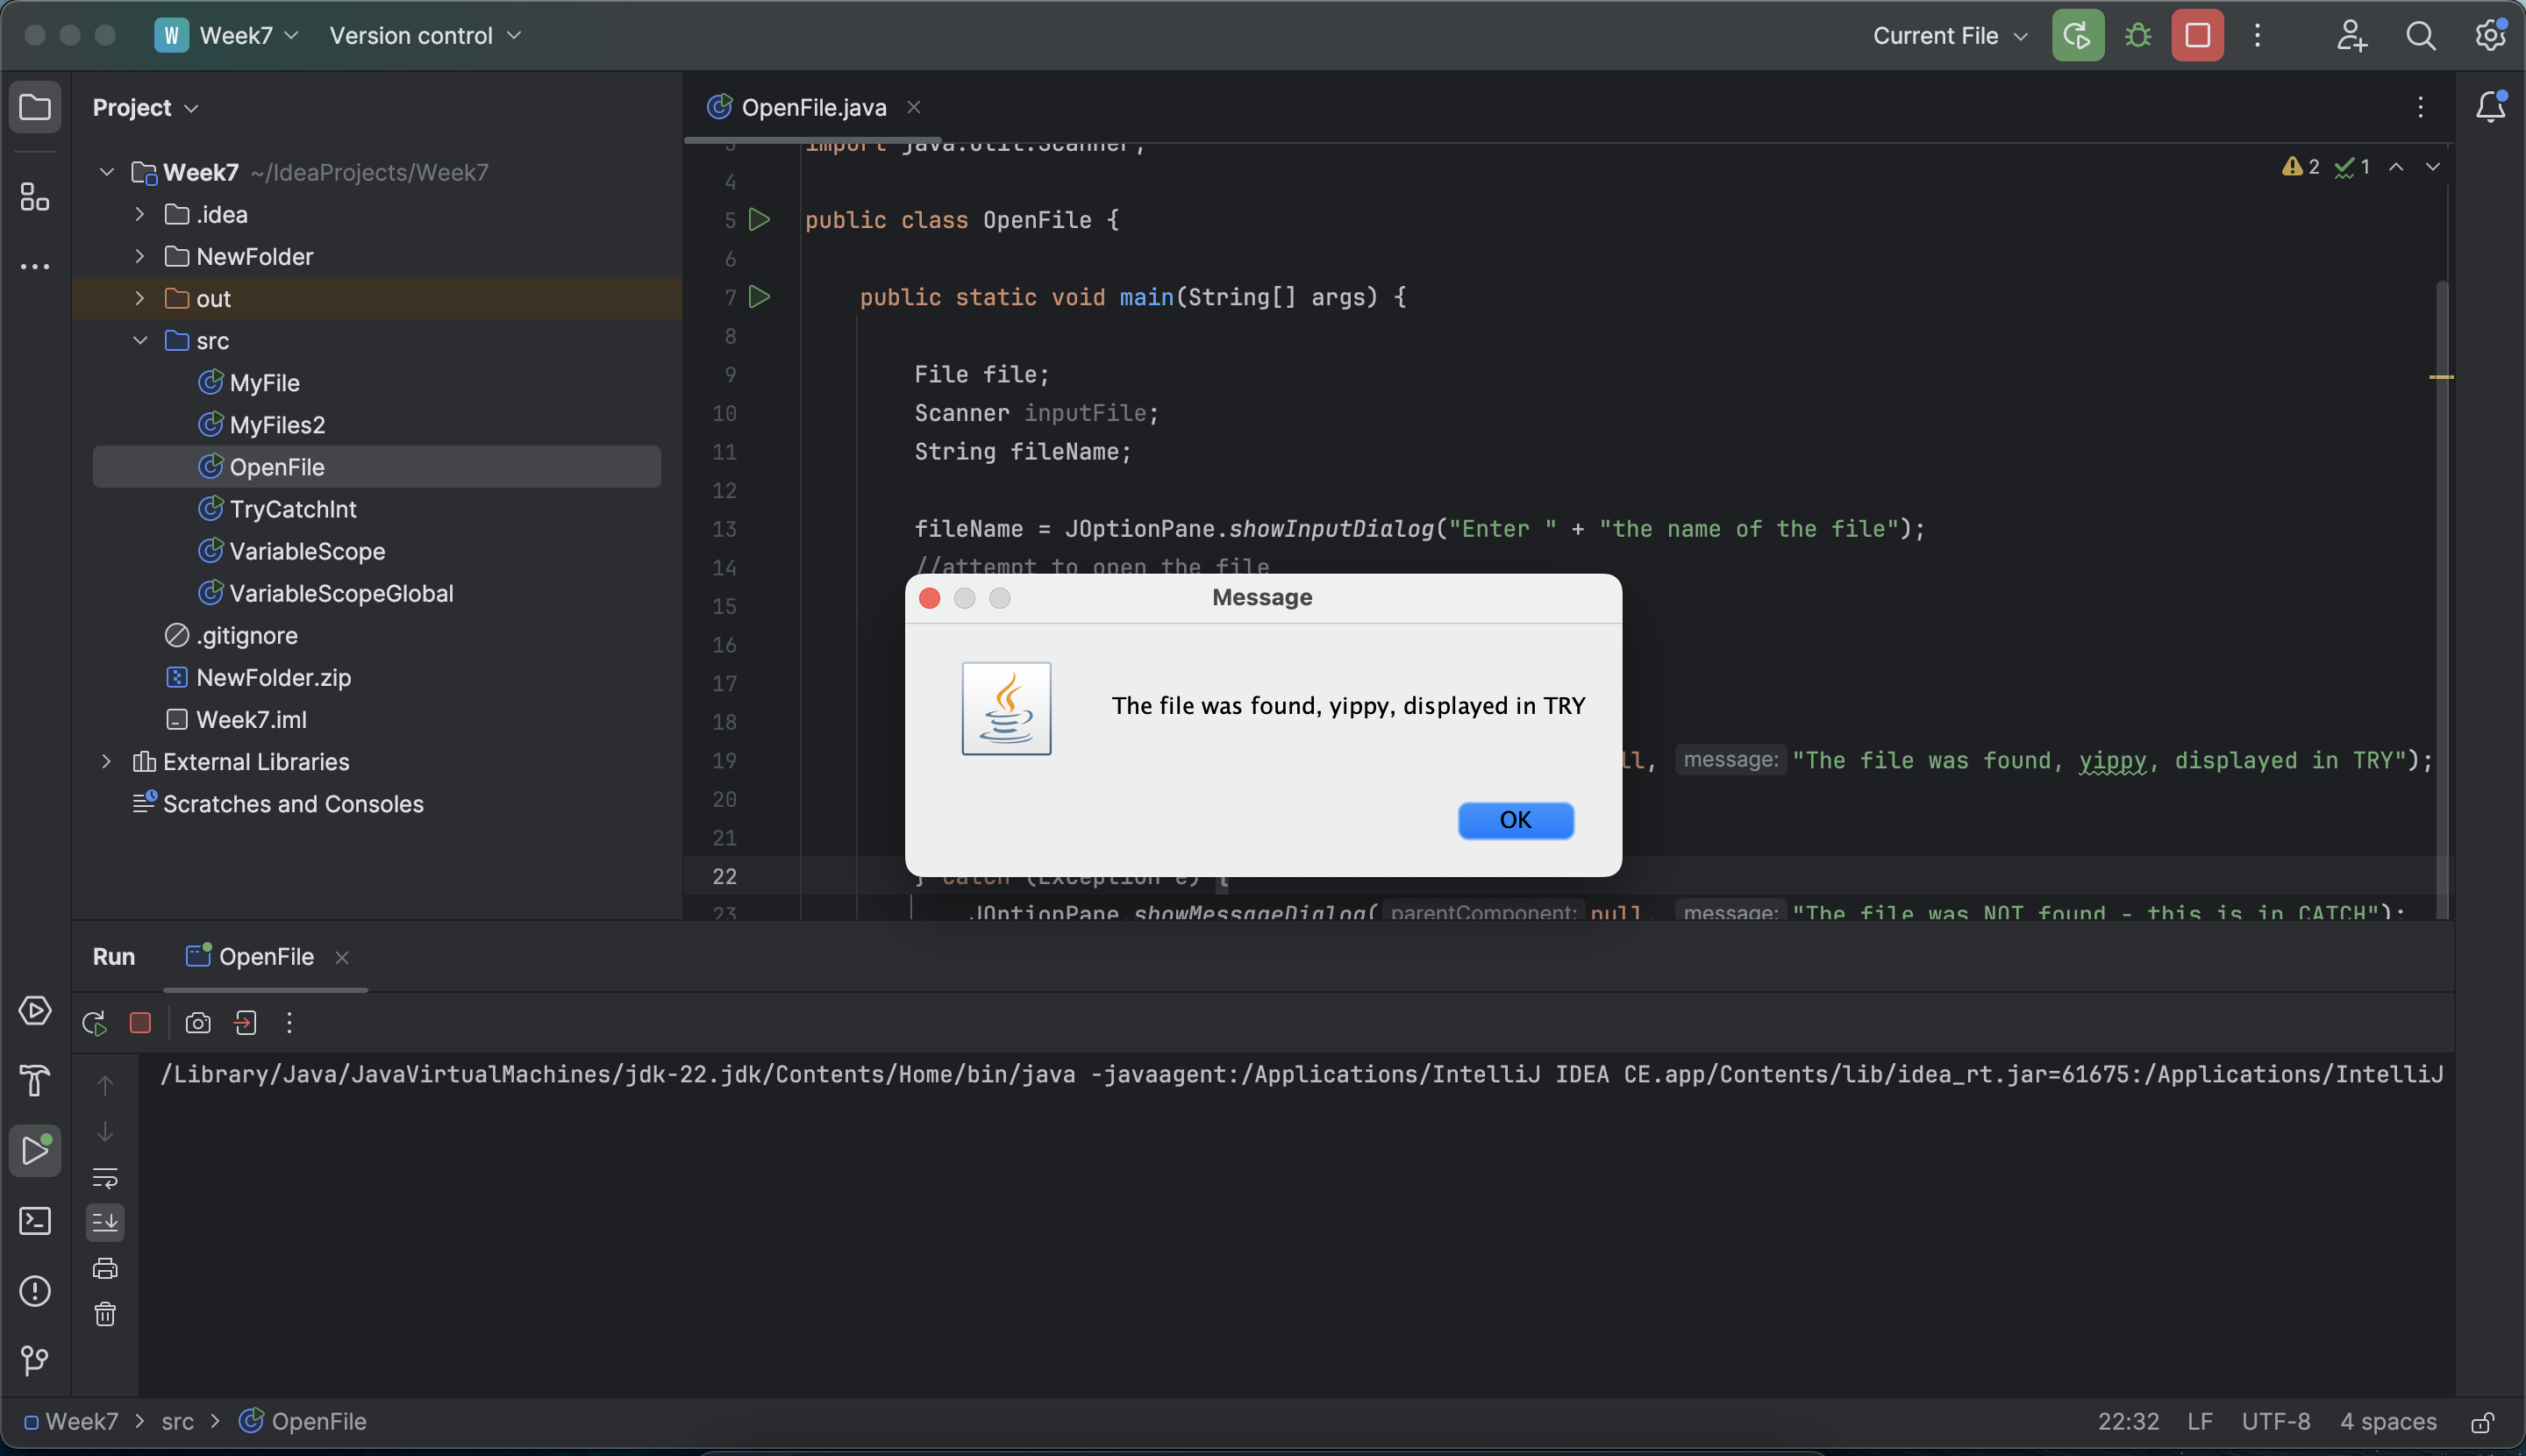 W Week7 Version control Current File
Project
OpenFile.java
Week7 ~/IdeaProjects/Week7
.idea
NewFolder
out
src
MyFile
MyFiles2
OpenFile
TryCatchInt
VariableScope
VariableScopeGlobal
.gitignore
NewFolder.zip
Week7.iml
External Libraries
Scratches and Consoles
2 1
3 import java.util.Scanner;
4
5 public class OpenFile {
6
7 public static void main(String[] args) {
8
9 File file;
10 Scanner inputFile;
11 String fileName;
12
13 fileName = JOptionPane.showInputDialog("Enter " + "the name of the file");
14 //attempt to open the file
15
16
17
18
19 ll, message: "The file was found, yippy, displayed in TRY");
20
21
22 } catch (Exception e) {
23 JOptionPane.showMessageDialog( parentComponent: null, message: "The file was NOT found - this is in CATCH");
Message
The file was found, yippy, displayed in TRY
OK
Run OpenFile
/Library/Java/JavaVirtualMachines/jdk-22.jdk/Contents/Home/bin/java -javaagent:/Applications/IntelliJ IDEA CE.app/Contents/lib/idea_rt.jar=61675:/Applications/IntelliJ
Week7 > src > OpenFile 22:32 LF UTF-8 4 spaces